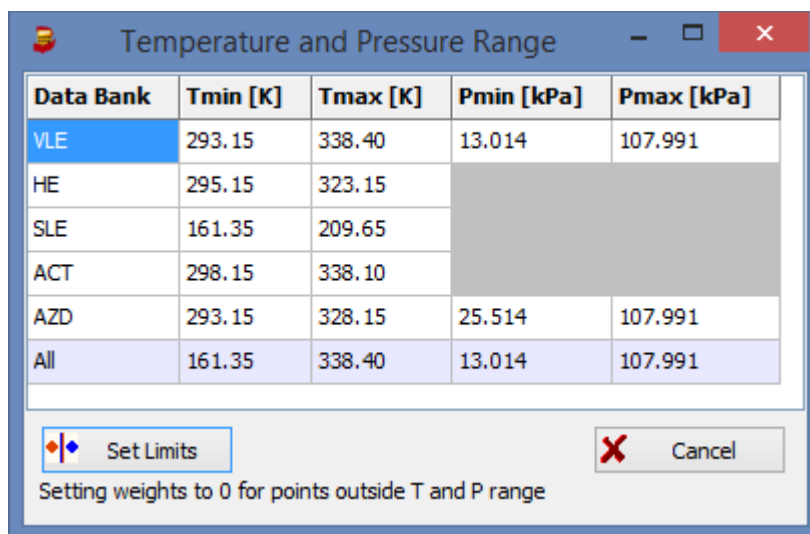 Temperature and Pressure Range
Data Bank Tmin [K] Tmax [K] Pmin [kPa] Pmax [kPa]
VLE 293.15 338.40 13.014 107.991
HE 295.15 323.15
SLE 161.35 209.65
ACT 298.15 338.10
AZD 293.15 328.15 25.514 107.991
All 161.35 338.40 13.014 107.991
Set Limits Cancel
Setting weights to 0 for points outside T and P range